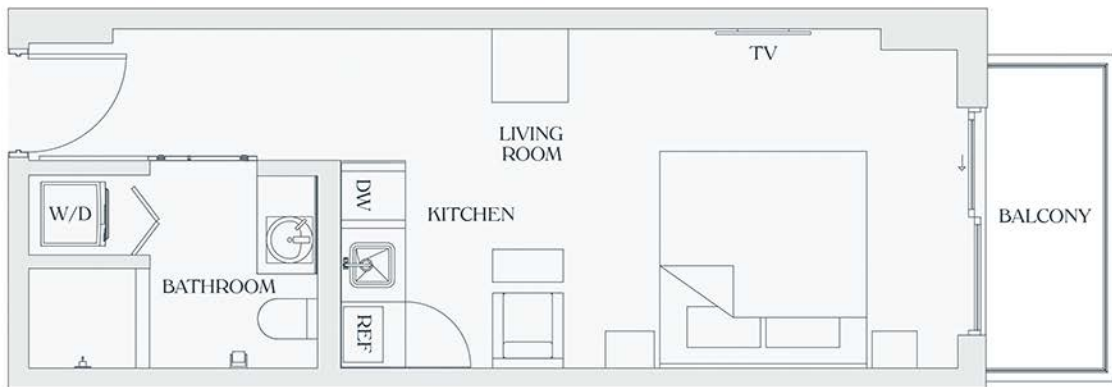 TV
LIVING
ROOM
W/D
DW
KITCHEN
BALCONY
BATHROOM
REF